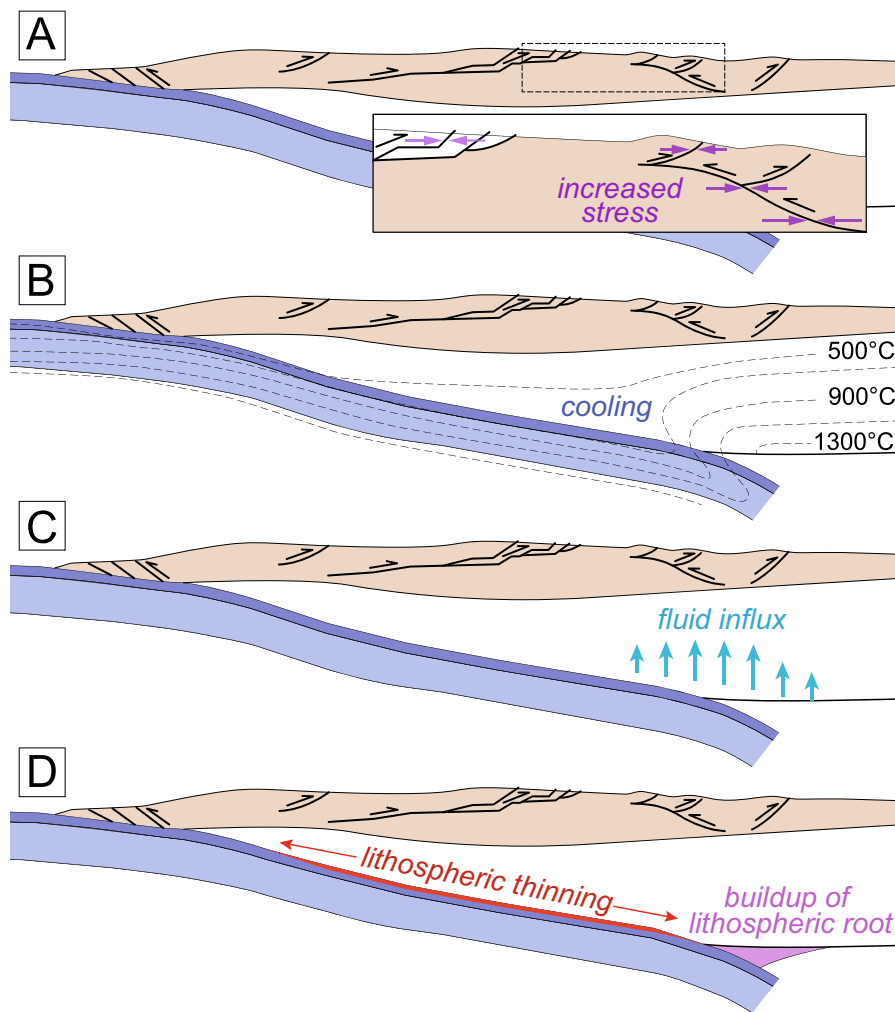 A
increased
stress
B
500°C
cooling
900°C
1300°C
C
fluid influx
D
lithospheric thinning
buildup of
lithospheric root